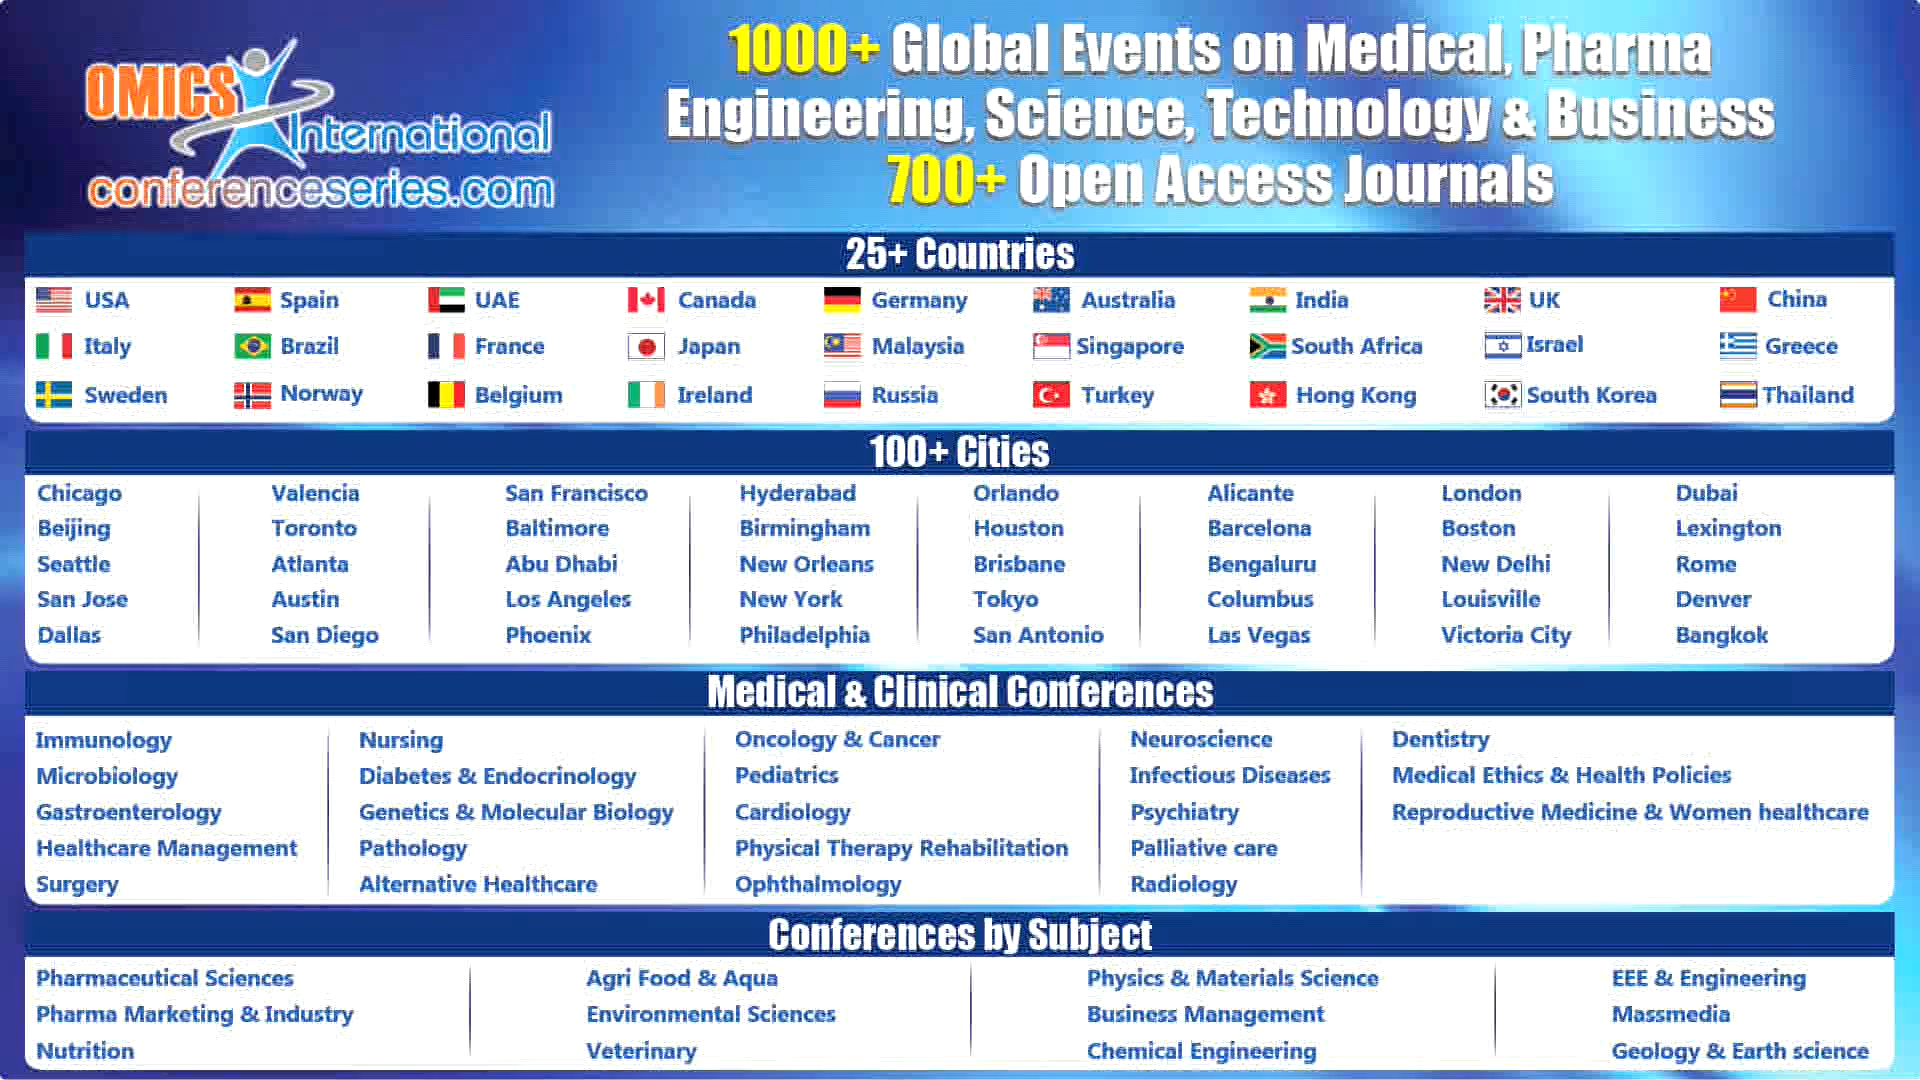 OMICS
International
conferenceseries.com
1000+ Global Events on Medical, Pharma
Engineering, Science, Technology & Business
700+ Open Access Journals
25+ Countries
USA Spain UAE Canada Germany Australia India UK China
Italy Brazil France Japan Malaysia Singapore South Africa Israel Greece
Sweden Norway Belgium Ireland Russia Turkey Hong Kong South Korea Thailand
100+ Cities
Chicago Valencia San Francisco Hyderabad Orlando Alicante London Dubai
Beijing Toronto Baltimore Birmingham Houston Barcelona Boston Lexington
Seattle Atlanta Abu Dhabi New Orleans Brisbane Bengaluru New Delhi Rome
San Jose Austin Los Angeles New York Tokyo Columbus Louisville Denver
Dallas San Diego Phoenix Philadelphia San Antonio Las Vegas Victoria City Bangkok
Medical & Clinical Conferences
Immunology Nursing Oncology & Cancer Neuroscience Dentistry
Microbiology Diabetes & Endocrinology Pediatrics Infectious Diseases Medical Ethics & Health Policies
Gastroenterology Genetics & Molecular Biology Cardiology Psychiatry Reproductive Medicine & Women healthcare
Healthcare Management Pathology Physical Therapy Rehabilitation Palliative care
Surgery Alternative Healthcare Ophthalmology Radiology
Conferences by Subject
Pharmaceutical Sciences Agri Food & Aqua Physics & Materials Science EEE & Engineering
Pharma Marketing & Industry Environmental Sciences Business Management Massmedia
Nutrition Veterinary Chemical Engineering Geology & Earth science